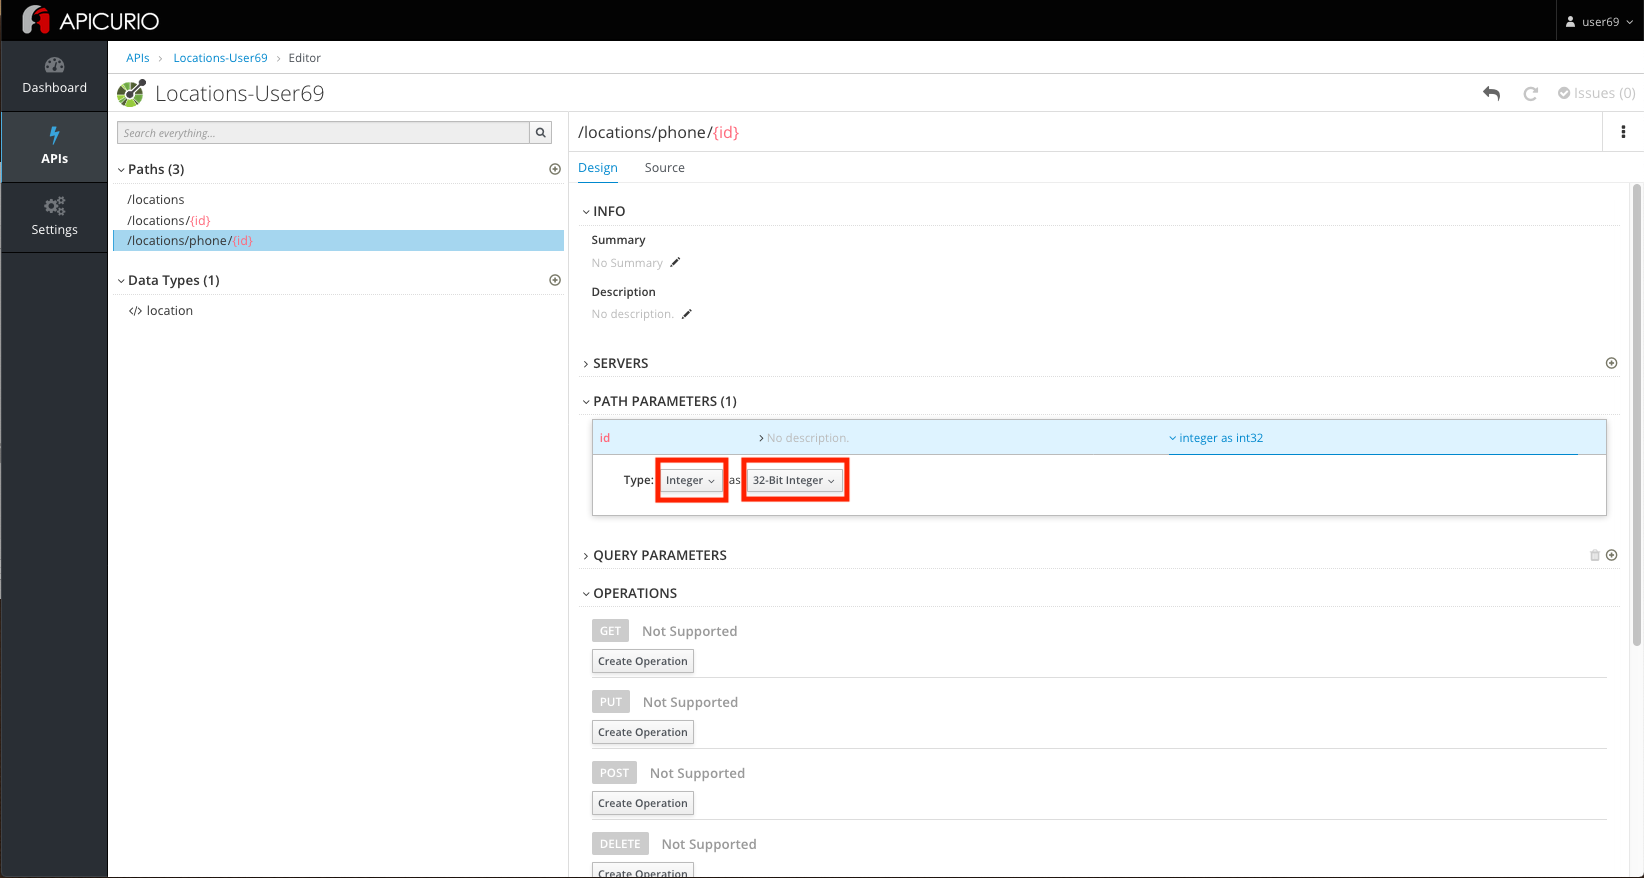 APICURIO
user69
Dashboard
APIs
Settings
APIs > Locations-User69 > Editor
Locations-User69
Issues (0)
Search everything...
Paths (3)
/locations
/locations/{id}
/locations/phone/{id}
Data Types (1)
</> location
/locations/phone/{id}
Design Source
INFO
Summary
No Summary
Description
No description.
SERVERS
PATH PARAMETERS (1)
id No description. integer as int32
Type: Integer as 32-Bit Integer
QUERY PARAMETERS
OPERATIONS
GET Not Supported
Create Operation
PUT Not Supported
Create Operation
POST Not Supported
Create Operation
DELETE Not Supported
Create Operation